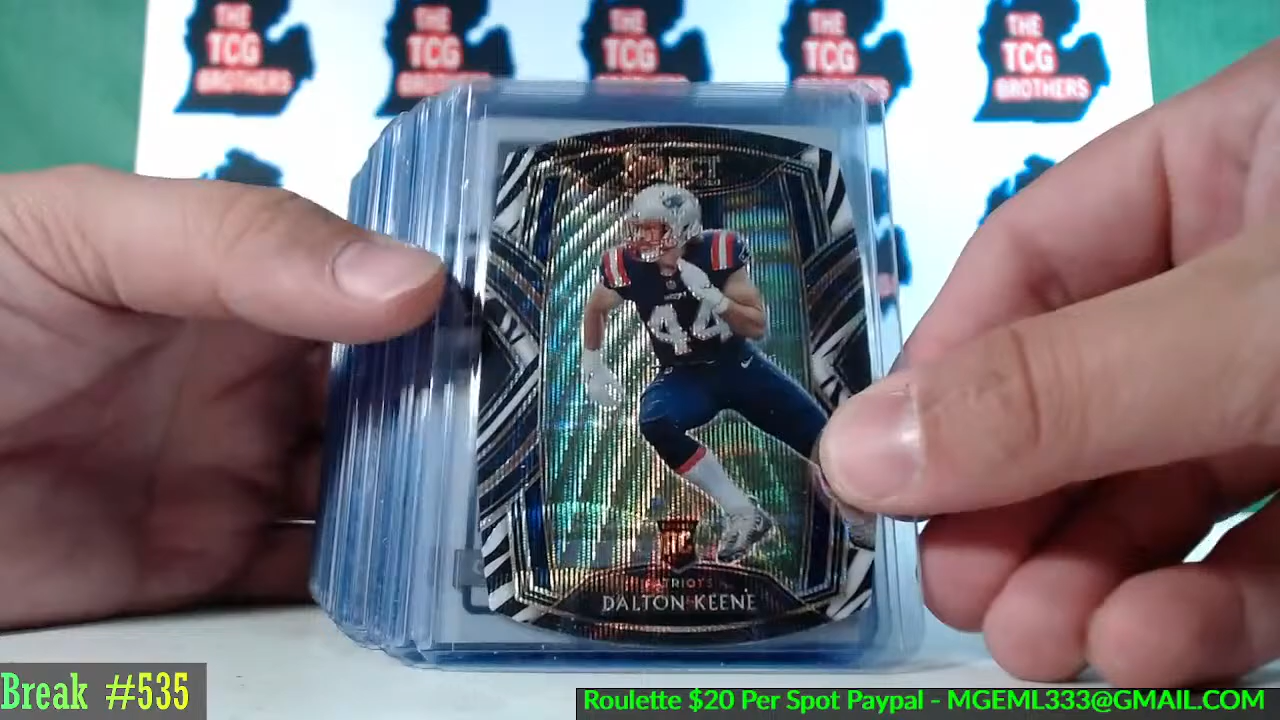 THE
TCG
BROTHERS
THE
TCG
BROTHERS
THE
TCG
BROTHERS
THE
TCG
BROTHERS
THE
TCG
BROTHERS
44
RC
PATRIOTS
DALTON KEENE
Break #535
Roulette $20 Per Spot Paypal - MGEML333@GMAIL.COM